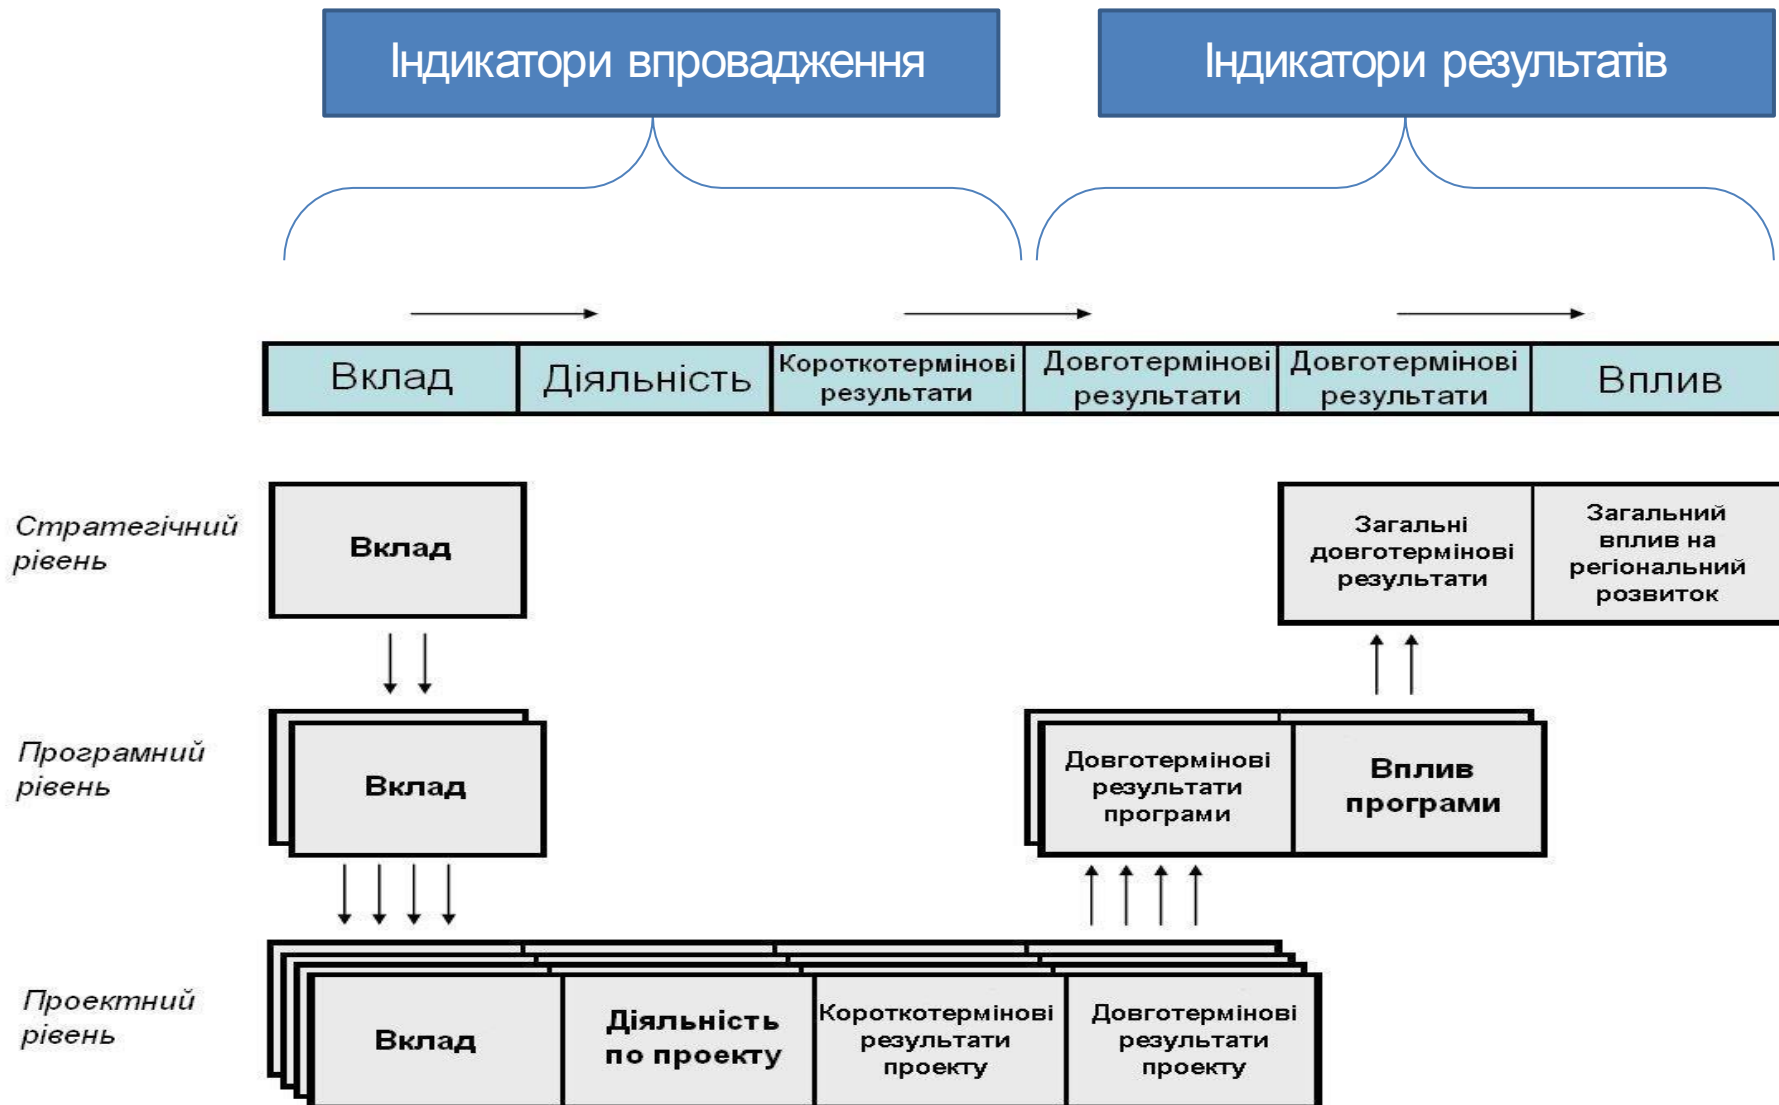 Індикатори впровадження
Індикатори результатів
Вклад
Діяльність
Короткотермінові
результати
Довготермінові
результати
Довготермінові
результати
Вплив
Стратегічний
рівень
Вклад
Загальні
довготермінові
результати
Загальний
вплив на
регіональний
розвиток
Програмний
рівень
Вклад
Довготермінові
результати
програми
Вплив
програми
Проектний
рівень
Вклад
Діяльність
по проекту
Короткотермінові
результати
проекту
Довготермінові
результати
проекту